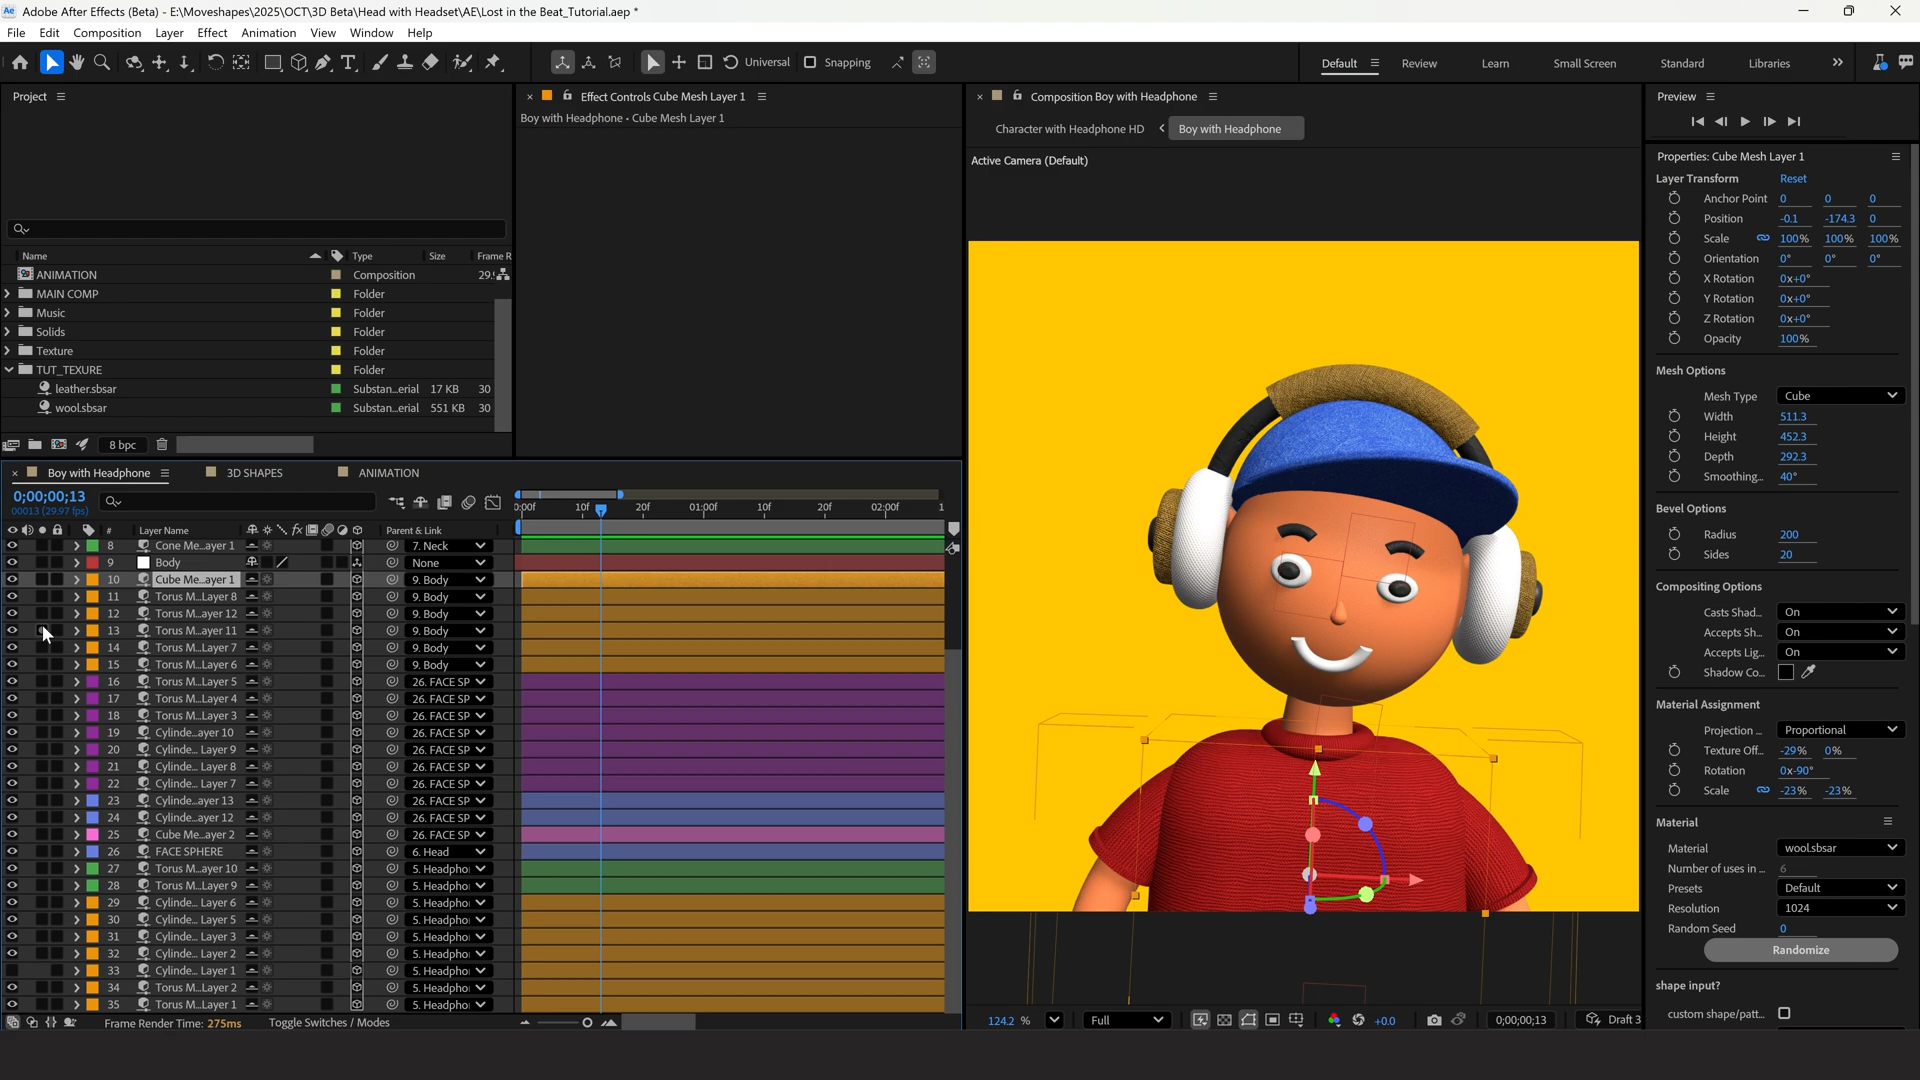 Ae Adobe After Effects (Beta) - E:\Moveshapes\2025\OCT\3D Beta\Head with Headset\AE\Lost in the Beat_Tutorial.aep *
File Edit Composition Layer Effect Animation View Window Help
Universal Snapping Default Review Learn Small Screen Standard Libraries
Project
Name Type Size Frame R
ANIMATION Composition 29.
MAIN COMP Folder
Music Folder
Solids Folder
Texture Folder
TUT_TEXURE Folder
leather.sbsar Substan...erial 17 KB 30
wool.sbsar Substan...erial 551 KB 30
8 bpc
Effect Controls Cube Mesh Layer 1
Boy with Headphone • Cube Mesh Layer 1
Composition Boy with Headphone
Character with Headphone HD Boy with Headphone
Active Camera (Default)
124.2 % Full +0.0 0;00;00;13 Draft 3
Boy with Headphone 3D SHAPES ANIMATION
0;00;00;13
00013 (29.97 fps)
0:00f 10f 20f 01:00f 10f 20f 02:00f 1
# Layer Name Parent & Link
8 Cone Me...ayer 1 7. Neck
9 Body None
10 Cube Me...ayer 1 9. Body
11 Torus M...Layer 8 9. Body
12 Torus M...ayer 12 9. Body
13 Torus M...ayer 11 9. Body
14 Torus M...Layer 7 9. Body
15 Torus M...Layer 6 9. Body
16 Torus M...Layer 5 26. FACE SP
17 Torus M...Layer 4 26. FACE SP
18 Torus M...Layer 3 26. FACE SP
19 Cylinde...ayer 10 26. FACE SP
20 Cylinde... Layer 9 26. FACE SP
21 Cylinde... Layer 8 26. FACE SP
22 Cylinde... Layer 7 26. FACE SP
23 Cylinde...ayer 13 26. FACE SP
24 Cylinde...ayer 12 26. FACE SP
25 Cube Me...ayer 2 26. FACE SP
26 FACE SPHERE 6. Head
27 Torus M...ayer 10 5. Headpho
28 Torus M...Layer 9 5. Headpho
29 Cylinde... Layer 6 5. Headpho
30 Cylinde... Layer 5 5. Headpho
31 Cylinde... Layer 3 5. Headpho
32 Cylinde... Layer 2 5. Headpho
33 Cylinde... Layer 1 5. Headpho
34 Torus M...Layer 2 5. Headpho
35 Torus M...Layer 1 5. Headpho
Frame Render Time: 275ms Toggle Switches / Modes
Preview
Properties: Cube Mesh Layer 1
Layer Transform Reset
Anchor Point 0 0 0
Position -0.1 -174.3 0
Scale 100% 100% 100%
Orientation 0° 0° 0°
X Rotation 0x+0°
Y Rotation 0x+0°
Z Rotation 0x+0°
Opacity 100%
Mesh Options
Mesh Type Cube
Width 511.3
Height 452.3
Depth 292.3
Smoothing... 40°
Bevel Options
Radius 200
Sides 20
Compositing Options
Casts Shad... On
Accepts Sh... On
Accepts Lig... On
Shadow Co...
Material Assignment
Projection ... Proportional
Texture Off... -29% 0%
Rotation 0x-90°
Scale -23% -23%
Material
Material wool.sbsar
Number of uses in ... 6
Presets Default
Resolution 1024
Random Seed 0
Randomize
shape input?
custom shape/patt...